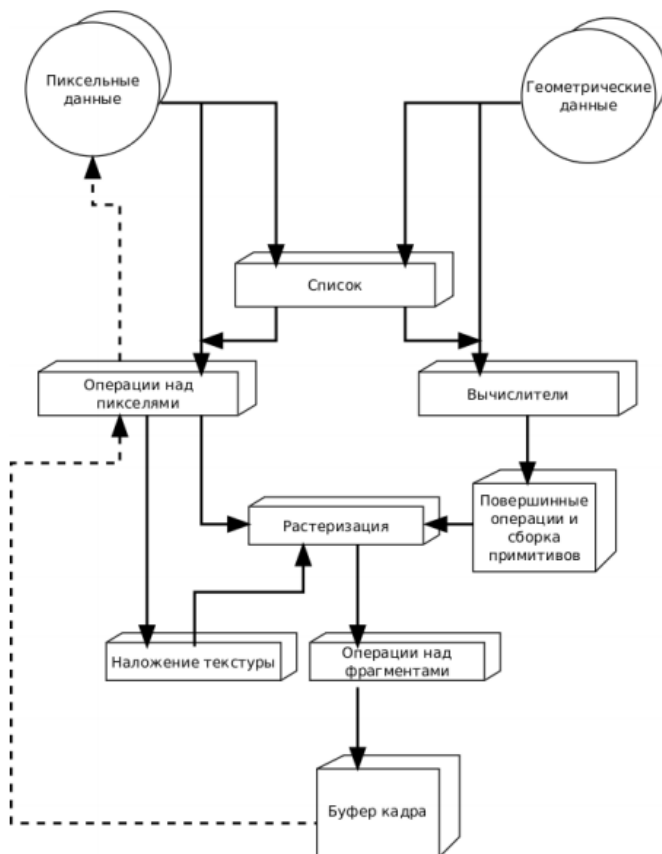 Пиксельные
данные
Геометрические
данные
Список
Операции над
пикселями
Вычислители
Повершинные
операции и
сборка
примитивов
Растеризация
Наложение текстуры
Операции над
фрагментами
Буфер кадра